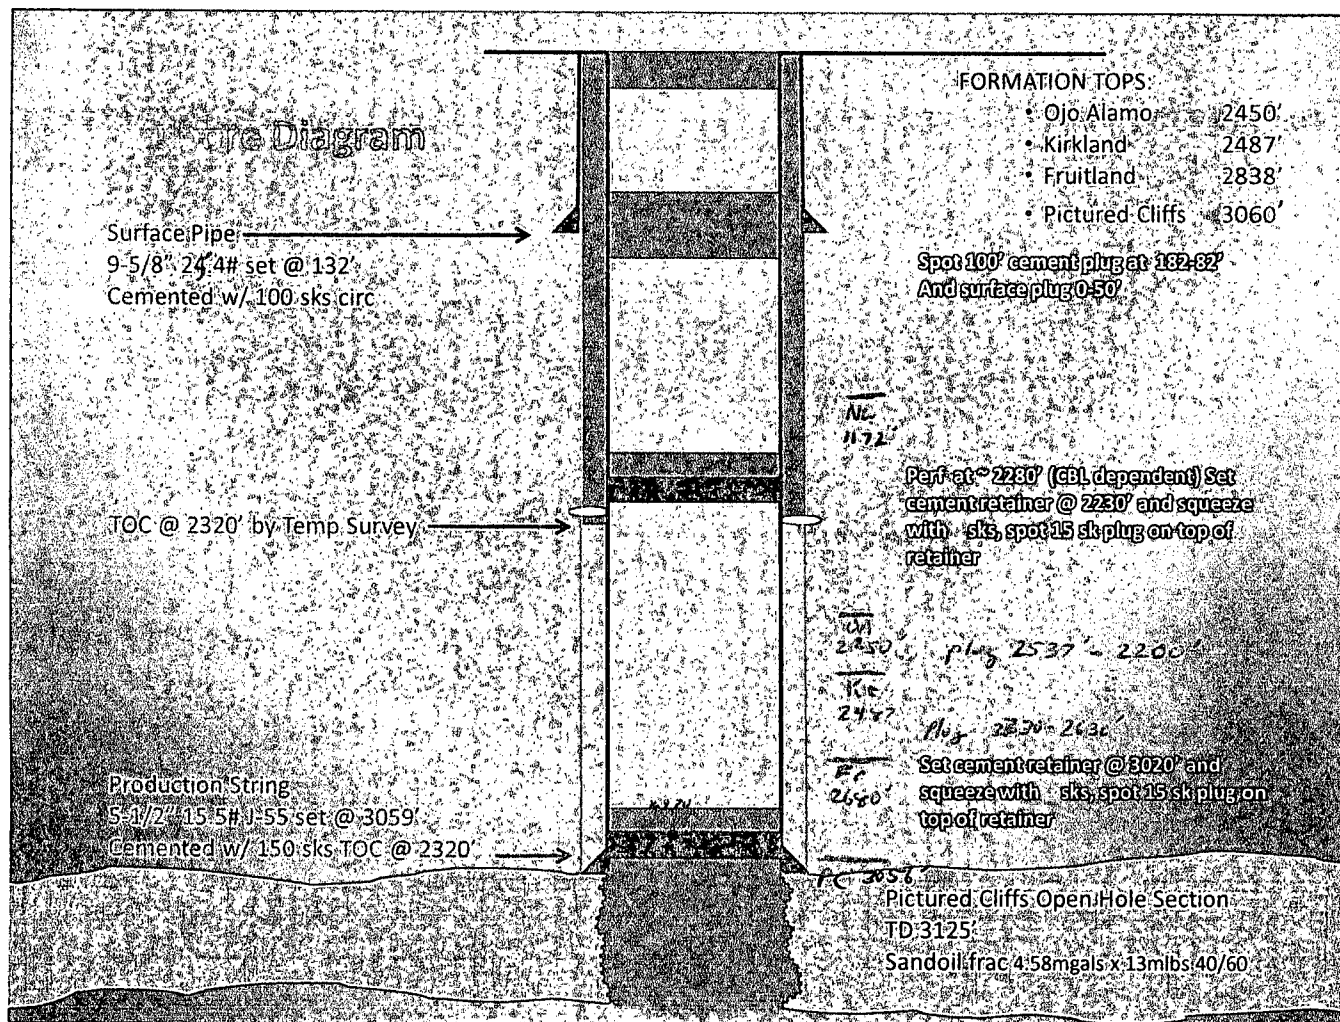 Diagram
FORMATION TOPS:
• Ojo Alamo 2450'
• Kirkland 2487'
• Fruitland 2838'
• Pictured Cliffs 3060'
Surface Pipe
9-5/8" 24.4# set @ 132'
Cemented w/ 100 sks circ
Spot 100' cement plug at 182-82'
And surface plug 0-50'
1172'
Perf at ~ 2280' (CBL dependent) Set
cement retainer @ 2230' and squeeze
with sks, spot 15 sk plug on top of
retainer
TOC @ 2320' by Temp Survey
plug 2537' - 2200'
2487
Plug 2630'
2680'
Set cement retainer @ 3020' and
squeeze with sks, spot 15 sk plug on
top of retainer
Production String
5-1/2" 15.5# J-55 set @ 3059'
Cemented w/ 150 sks TOC @ 2320'
PC 3056'
Pictured Cliffs Open Hole Section
TD 3125'
Sandoil frac 4.58mgals x 13mlbs 40/60